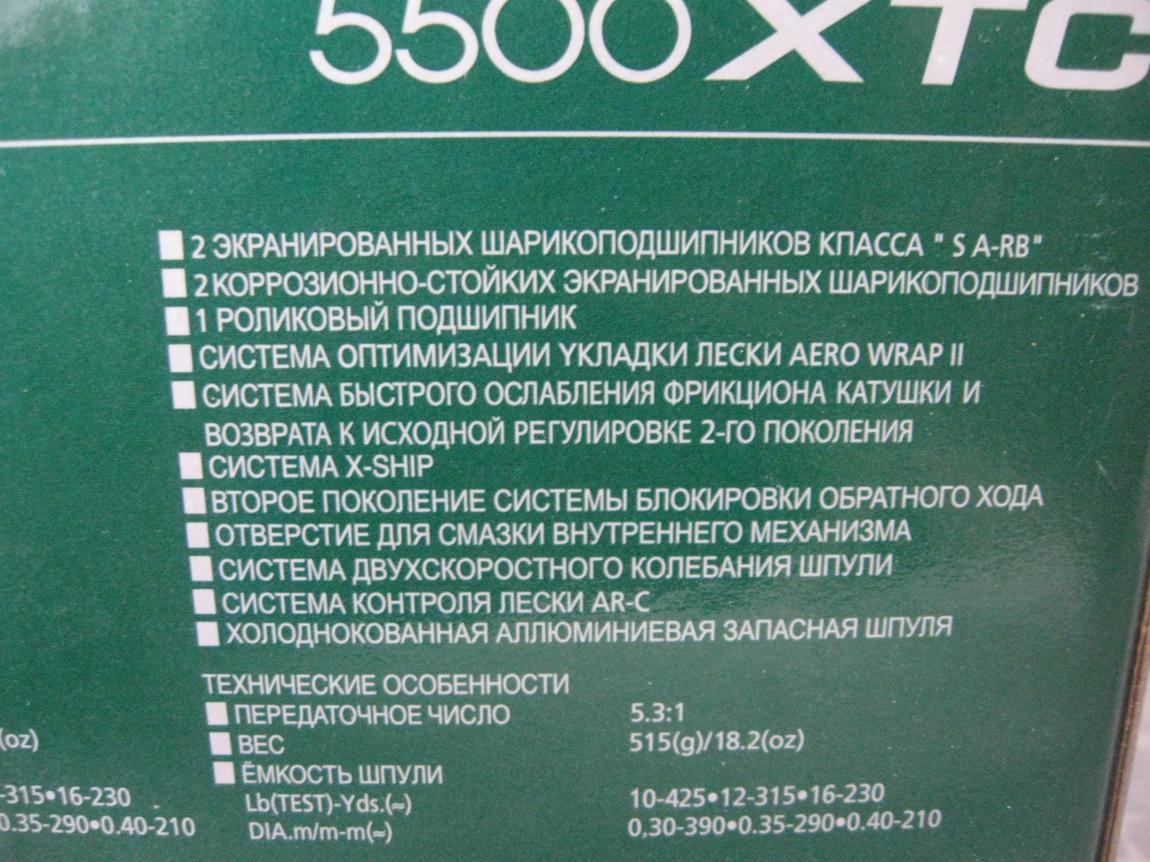 5500 XTC
■ 2 ЭКРАНИРОВАННЫХ ШАРИКОПОДШИПНИКОВ КПАССА " S A-RB"
■ 2 КОРРОЗИОННО-СТОЙКИХ ЭКРАНИРОВАННЫХ ШАРИКОПОДШИПНИКОВ
■ 1 РОЛИКОВЫЙ ПОДШИПНИК
■ СИСТЕМА ОПТИМИЗАЦИИ УКЛАДКИ ЛЕСКИ AERO WRAP II
■ СИСТЕМА БЫСТРОГО ОСЛАБЛЕНИЯ ФРИКЦИОНА КАТУШКИ И
ВОЗВРАТА К ИСХОДНОЙ РЕГУЛИРОВКЕ 2-ГО ПОКОЛЕНИЯ
■ СИСТЕМА X-SHIP
■ ВТОРОЕ ПОКОЛЕНИЕ СИСТЕМЫ БЛОКИРОВКИ ОБРАТНОГО ХОДА
■ ОТВЕРСТИЕ ДЛЯ СМАЗКИ ВНУТРЕННЕГО МЕХАНИЗМА
■ СИСТЕМА ДВУХСКОРОСТНОГО КОЛЕБАНИЯ ШПУЛИ
■ СИСТЕМА КОНТРОЛЯ ЛЕСКИ AR-C
■ ХОЛОДНОКОВАННАЯ АЛЛЮМИНИЕВАЯ ЗАПАСНАЯ ШПУЛЯ
ТЕХНИЧЕСКИЕ ОСОБЕННОСТИ
■ ПЕРЕДАТОЧНОЕ ЧИСЛО 5.3:1
(oz) ■ ВЕС 515(g)/18.2(oz)
■ ЁМКОСТЬ ШПУЛИ
-315•16-230 Lb(TEST)-Yds.(≈) 10-425•12-315•16-230
0.35-290•0.40-210 DIA.m/m-m(≈) 0,30-390•0.35-290•0.40-210